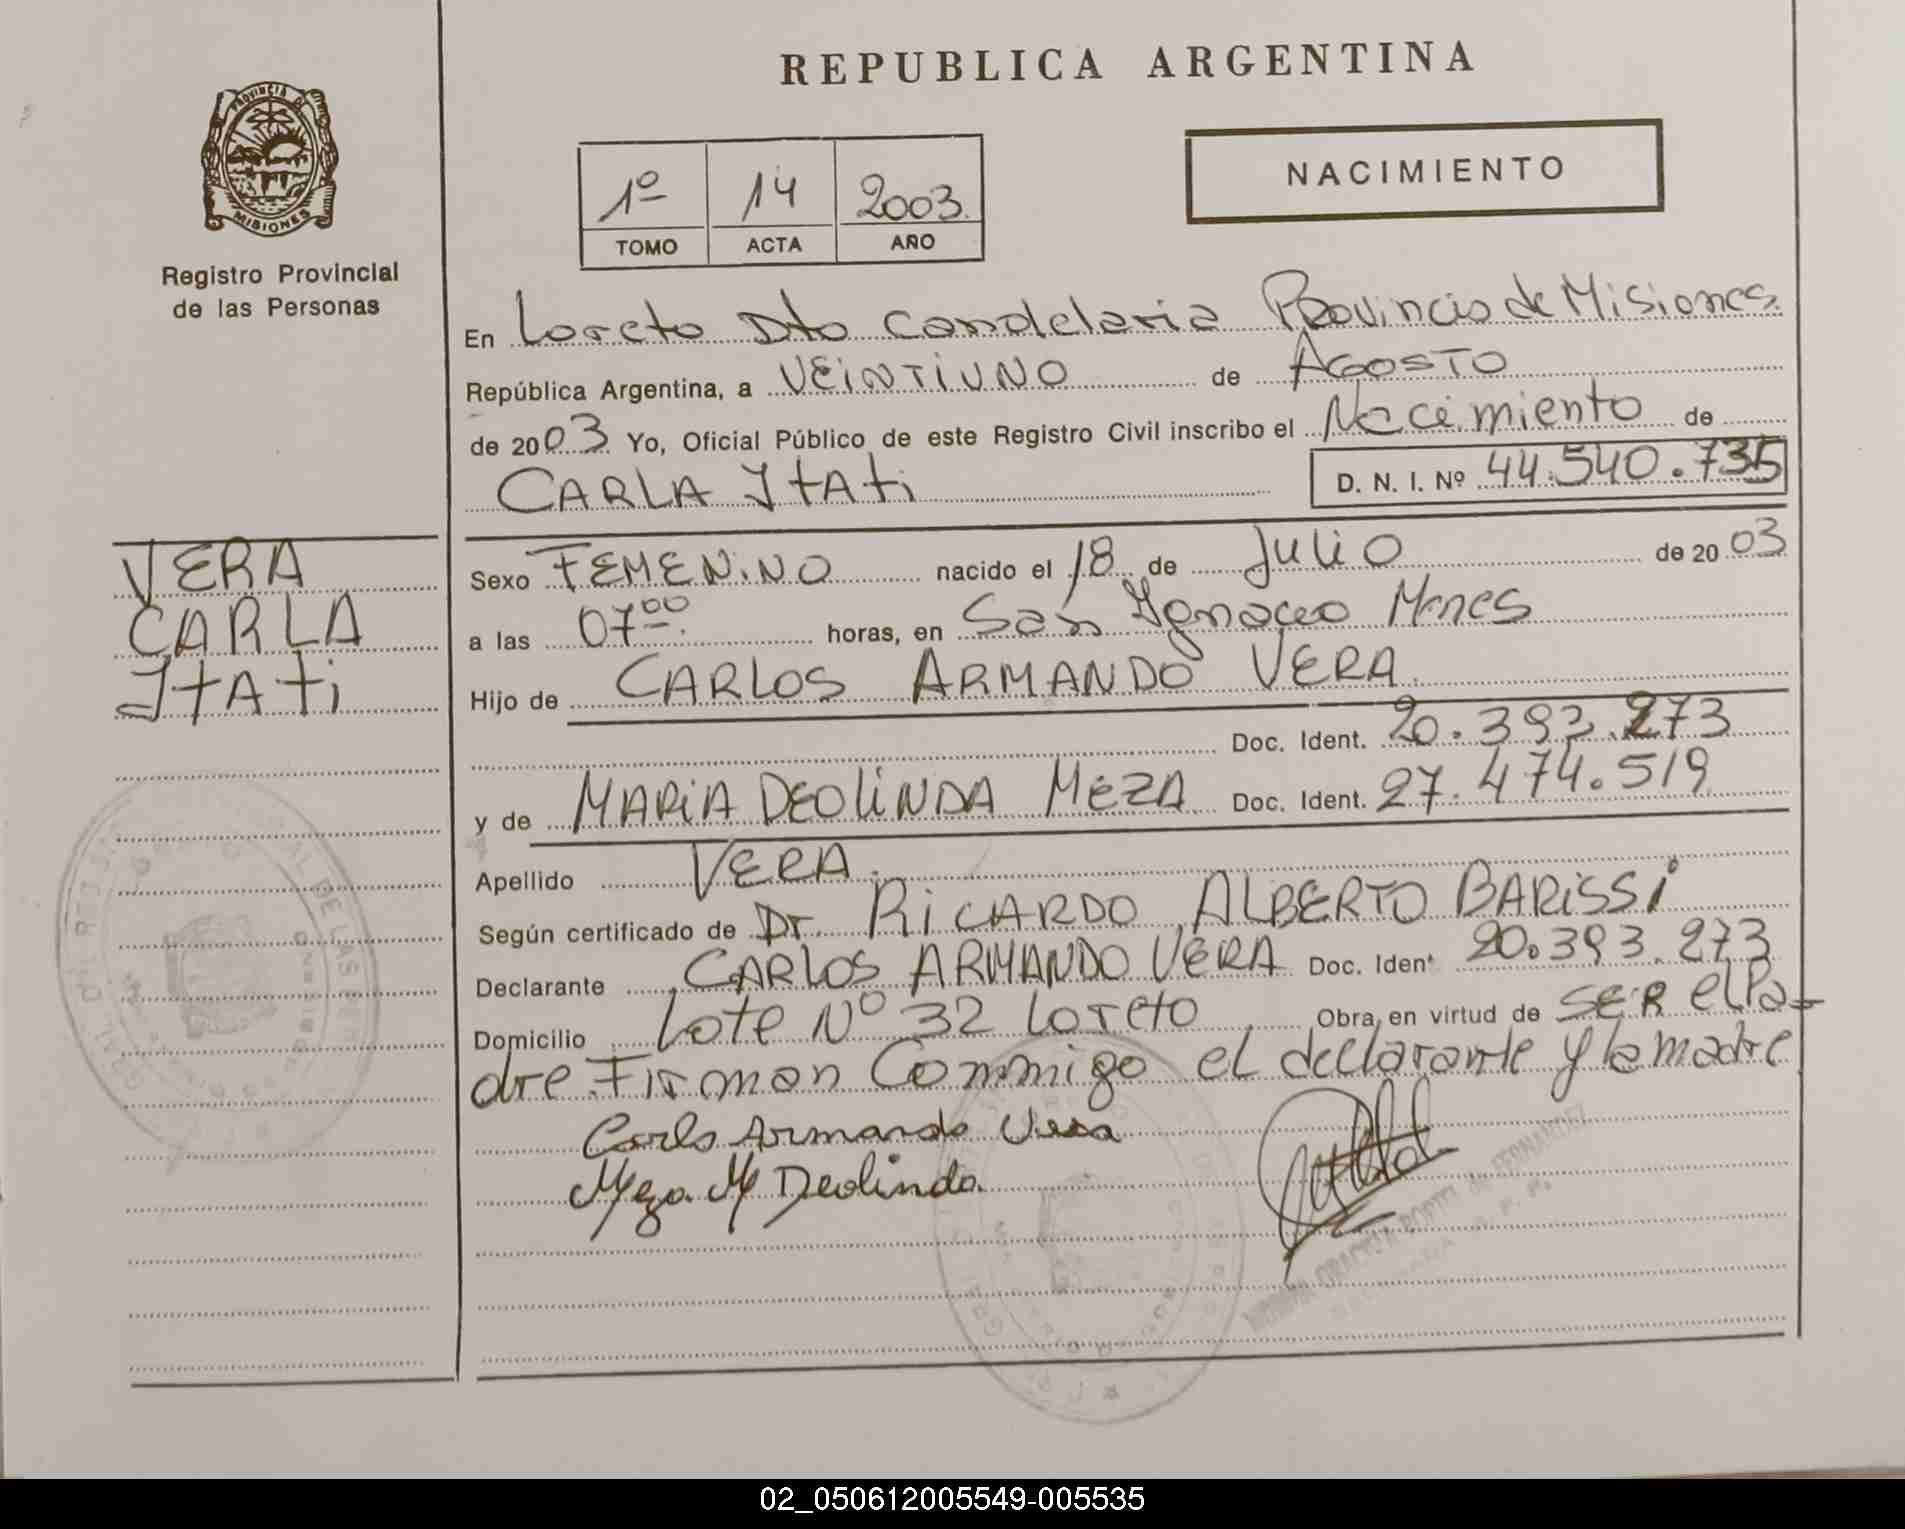 REPUBLICA ARGENTINA
PROVINCIA DE
MISIONES
Registro Provincial
de las Personas
1º 14 2003.
TOMO ACTA AÑO
NACIMIENTO
En Loreto Dto Candelaria Provincia de Misiones.
República Argentina, a VEINTIUNO de AGOSTO
de 2003 Yo, Oficial Público de este Registro Civil inscribo el Nacimiento de
CARLA ITATI D. N. I. Nº 44.540.735
VERA
CARLA
ITATI
Sexo FEMENINO nacido el 18 de Julio de 2003
a las 07 00. horas, en San Ignacio Mnes
Hijo de CARLOS ARMANDO VERA.
Doc. Ident. 20.393.273
y de MARIA DEOLINDA MEZA Doc. Ident. 27.474.519
Apellido VERA.
Según certificado de Dr. RICARDO ALBERTO BARISSI
Declarante CARLOS ARMANDO VERA Doc. Ident 20.393.273
Domicilio Lote Nº 32 Loreto Obra, en virtud de SER el Pa-
dre. Firman Conmigo el declarante y la madre
Carlos Armando Vera
Meza M Deolinda.
DE FERNANDEZ
02_050612005549-005535